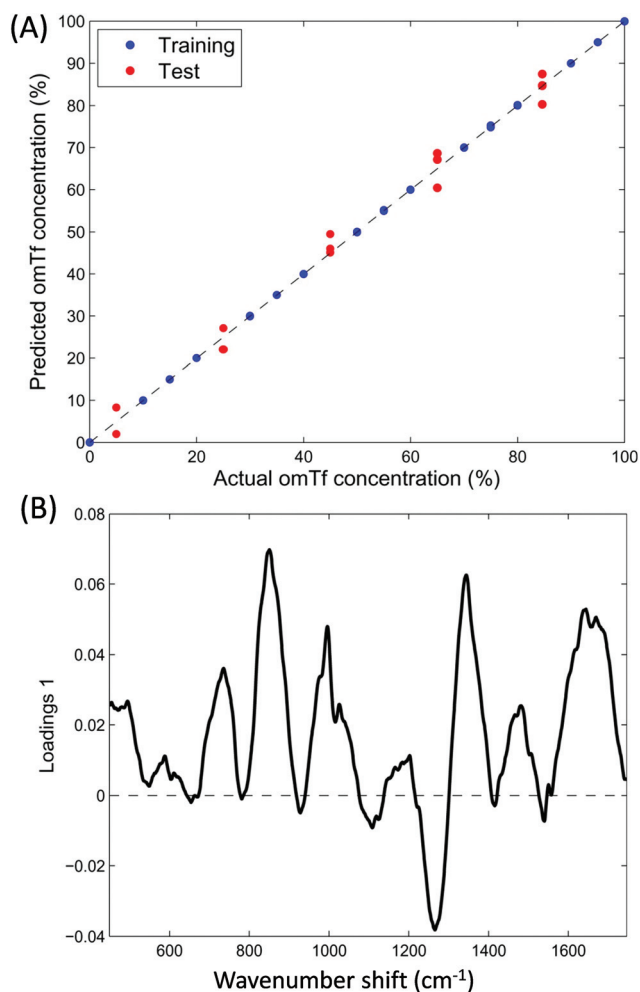 (A)
Training
Test
Predicted omTf concentration (%)
100
90
80
70
60
50
40
30
20
10
0
0 20 40 60 80 100
Actual omTf concentration (%)
(B)
Loadings 1
0.08
0.06
0.04
0.02
0
−0.02
−0.04
600 800 1000 1200 1400 1600
Wavenumber shift (cm-1)